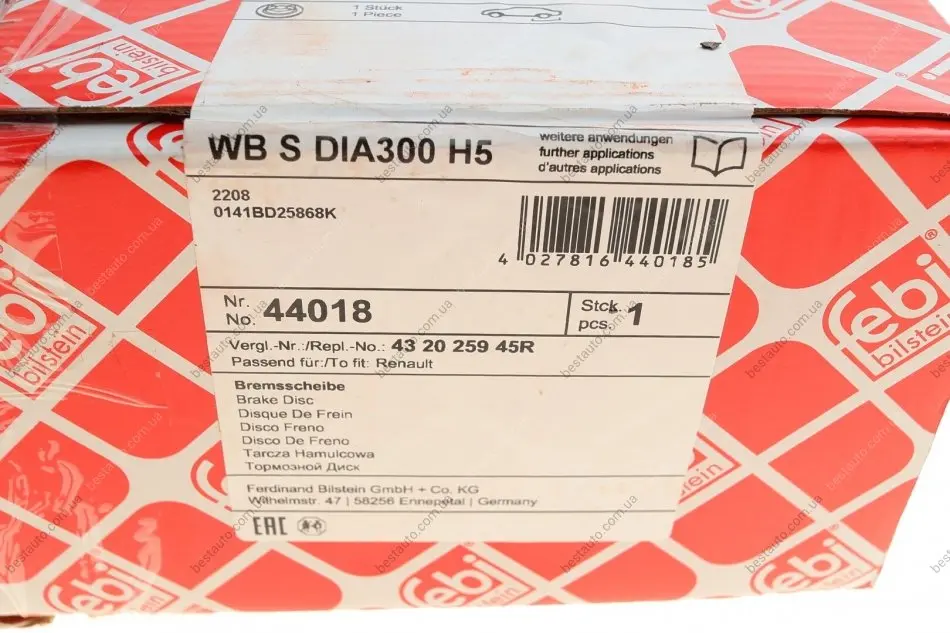 1 Stück
1 Piece
WB S DIA300 H5
weitere anwendungen
further applications
d'autres applications
2208
0141BD25868K
4 027816 440185
Nr.
No. 44018
Stck.
pcs. 1
Vergl.-Nr.:/Repl.-No.: 43 20 259 45R
Passend für:/To fit: Renault
Bremsscheibe
Brake Disc
Disque De Frein
Disco Freno
Disco De Freno
Tarcza Hamulcowa
Тормозной Диск
Ferdinand Bilstein GmbH + Co. KG
Wilhelmstr. 47 | 58256 Ennepetal | Germany
EAC
febi
bilstein
bestauto.com.ua